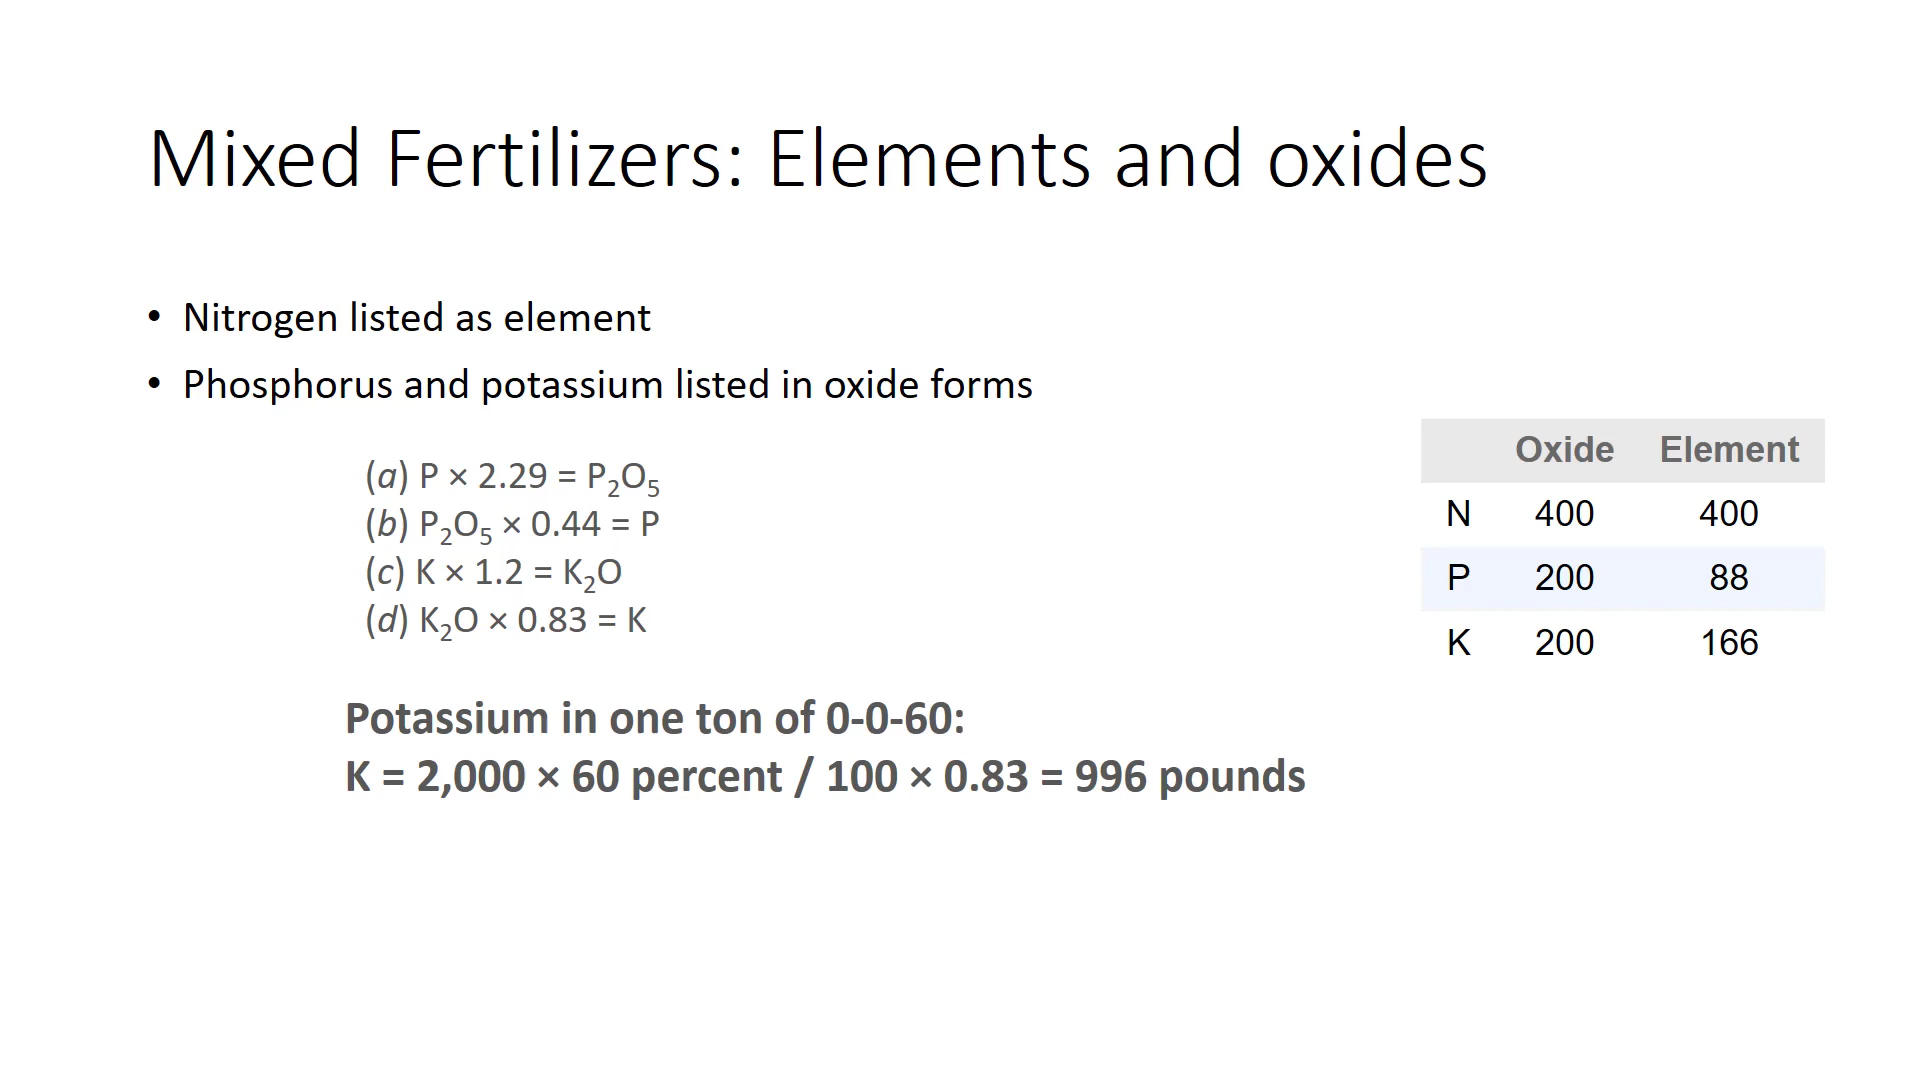 Mixed Fertilizers: Elements and oxides
• Nitrogen listed as element
• Phosphorus and potassium listed in oxide forms
(a) P × 2.29 = P₂O₅
(b) P₂O₅ × 0.44 = P
(c) K × 1.2 = K₂O
(d) K₂O × 0.83 = K
Potassium in one ton of 0-0-60:
K = 2,000 × 60 percent / 100 × 0.83 = 996 pounds
Oxide Element
N 400 400
P 200 88
K 200 166